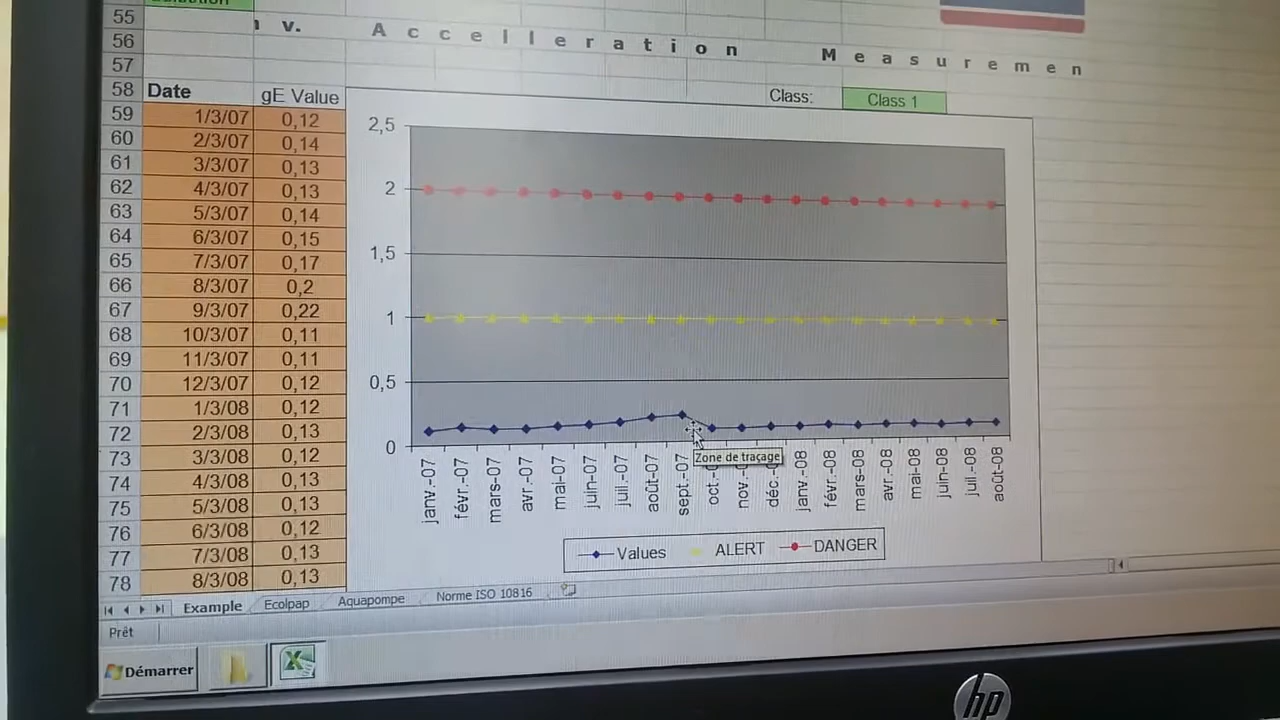 55
56 v. Accelleration Measuremen
57
58 Date gE Value Class: Class 1
59 1/3/07 0,12
60 2/3/07 0,14
61 3/3/07 0,13
62 4/3/07 0,13
63 5/3/07 0,14
64 6/3/07 0,15
65 7/3/07 0,17
66 8/3/07 0,2
67 9/3/07 0,22
68 10/3/07 0,11
69 11/3/07 0,11
70 12/3/07 0,12
71 1/3/08 0,12
72 2/3/08 0,13
73 3/3/08 0,12
74 4/3/08 0,13
75 5/3/08 0,13
76 6/3/08 0,12
77 7/3/08 0,13
78 8/3/08 0,13
2,5
2
1,5
1
0,5
0
janv.-07
févr.-07
mars-07
avr.-07
mai-07
juin-07
juil.-07
août-07
sept.-07
oct.-
nov.-
déc.-
janv.-08
févr.-08
mars-08
avr.-08
mai-08
juin-08
juil.-08
août-08
Zone de traçage
Values ALERT DANGER
Example Ecolpap Aquapompe Norme ISO 10816
Prêt
Démarrer
hp